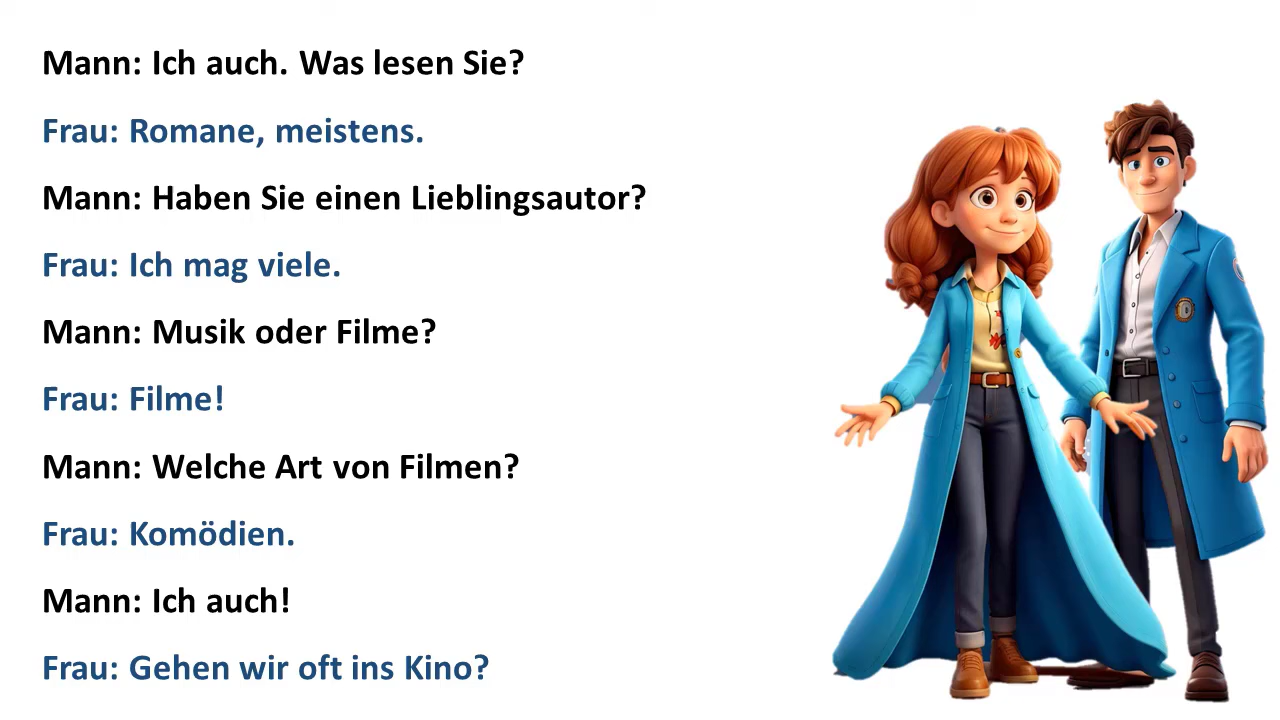 Mann: Ich auch. Was lesen Sie?
Frau: Romane, meistens.
Mann: Haben Sie einen Lieblingsautor?
Frau: Ich mag viele.
Mann: Musik oder Filme?
Frau: Filme!
Mann: Welche Art von Filmen?
Frau: Komödien.
Mann: Ich auch!
Frau: Gehen wir oft ins Kino?